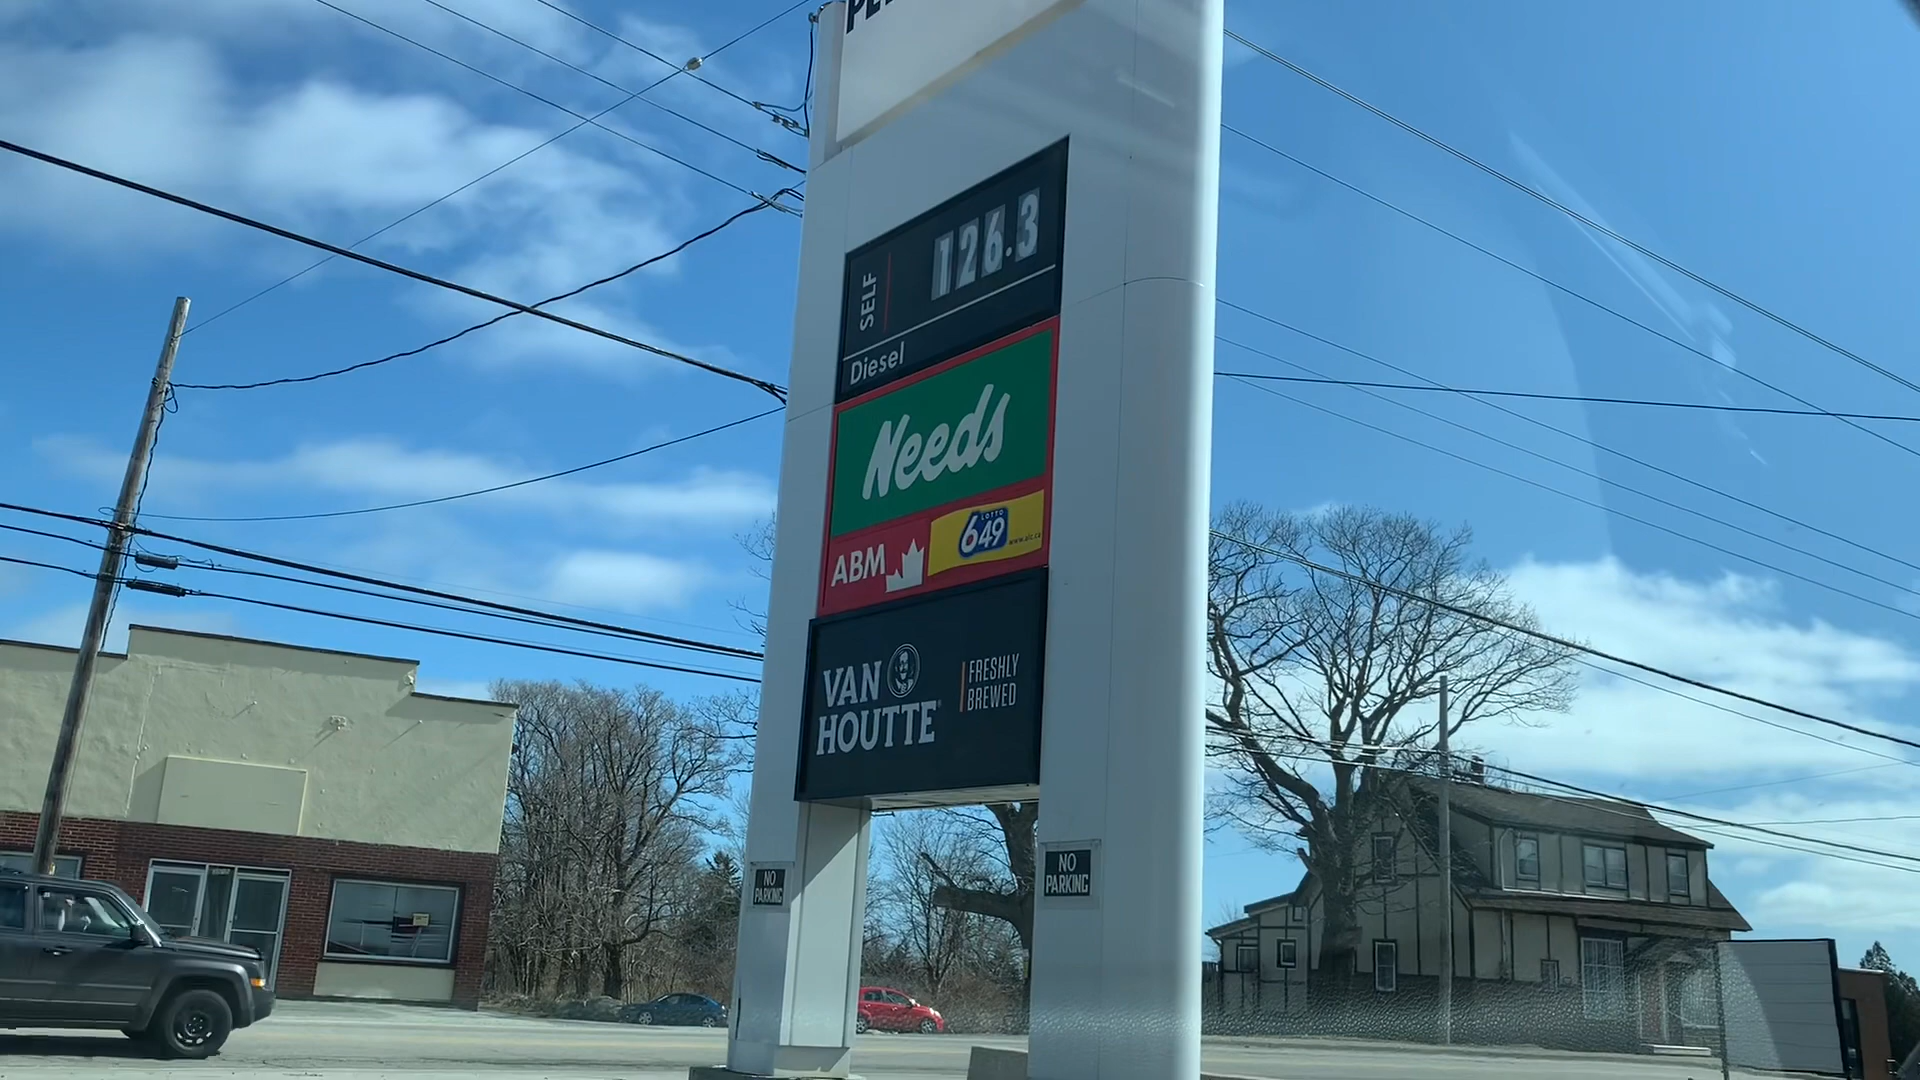 SELF
126.3
Diesel
Needs
ABM
LOTTO
649
www.alc.ca
VAN
HOUTTE
FRESHLY
BREWED
NO
PARKING
NO
PARKING